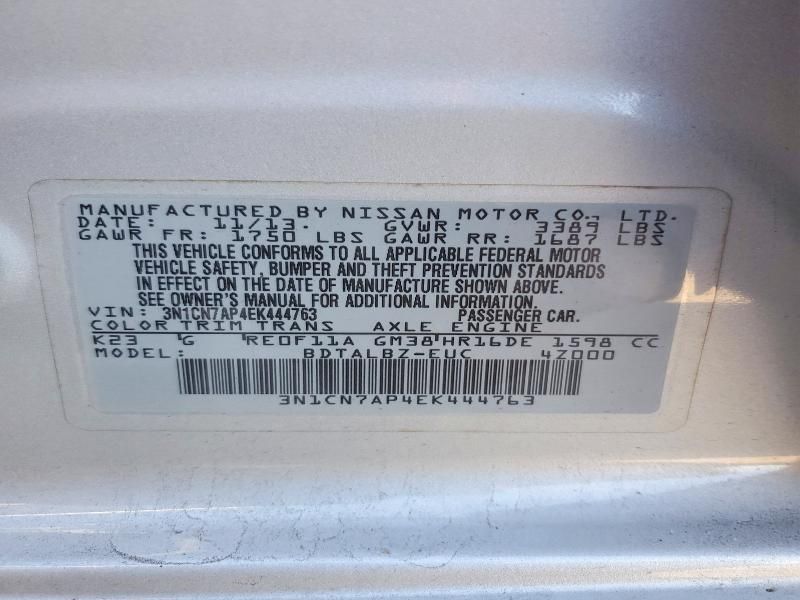 MANUFACTURED BY NISSAN MOTOR CO., LTD.
DATE: 11/13. GVWR: 3389 LBS
GAWR FR: 1750 LBS GAWR RR: 1687 LBS
THIS VEHICLE CONFORMS TO ALL APPLICABLE FEDERAL MOTOR
VEHICLE SAFETY, BUMPER AND THEFT PREVENTION STANDARDS
IN EFFECT ON THE DATE OF MANUFACTURE SHOWN ABOVE.
SEE OWNER'S MANUAL FOR ADDITIONAL INFORMATION.
VIN: 3N1CN7AP4EK444763 PASSENGER CAR.
COLOR TRIM TRANS AXLE ENGINE
K23 G RE0F11A GM38 HR16DE 1598 CC
MODEL: BDTALBZ-EUC 4Z000
3N1CN7AP4EK444763